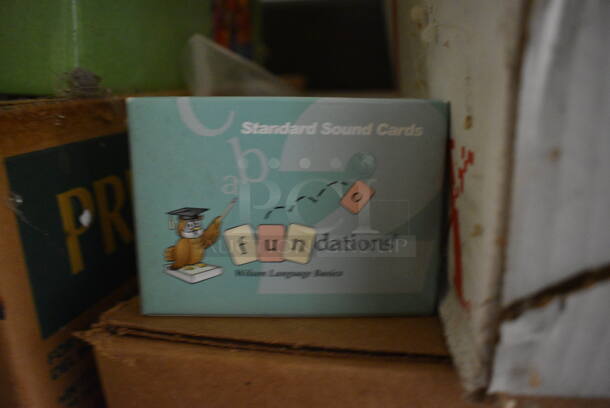 Standard Sound Cards
c
b
a
o
fundations!
Wilson Language Basics
PR